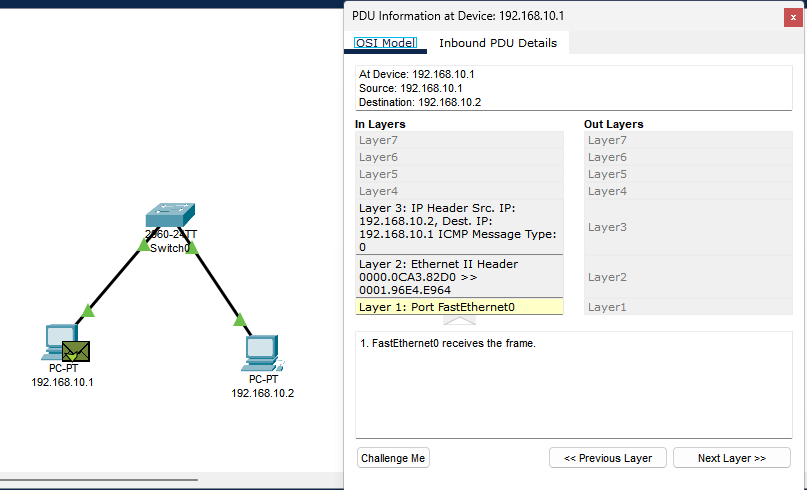 PDU Information at Device: 192.168.10.1
x
OSI Model
Inbound PDU Details
At Device: 192.168.10.1
Source: 192.168.10.1
Destination: 192.168.10.2
In Layers
Out Layers
Layer7
Layer7
Layer6
Layer6
Layer5
Layer5
Layer4
Layer4
Layer 3: IP Header Src. IP:
192.168.10.2, Dest. IP:
192.168.10.1 ICMP Message Type:
0
Layer3
Layer 2: Ethernet II Header
0000.0CA3.82D0 >>
0001.96E4.E964
Layer2
Layer 1: Port FastEthernet0
Layer1
1. FastEthernet0 receives the frame.
Challenge Me
<< Previous Layer
Next Layer >>
2960-24TT
Switch0
PC-PT
192.168.10.1
PC-PT
192.168.10.2